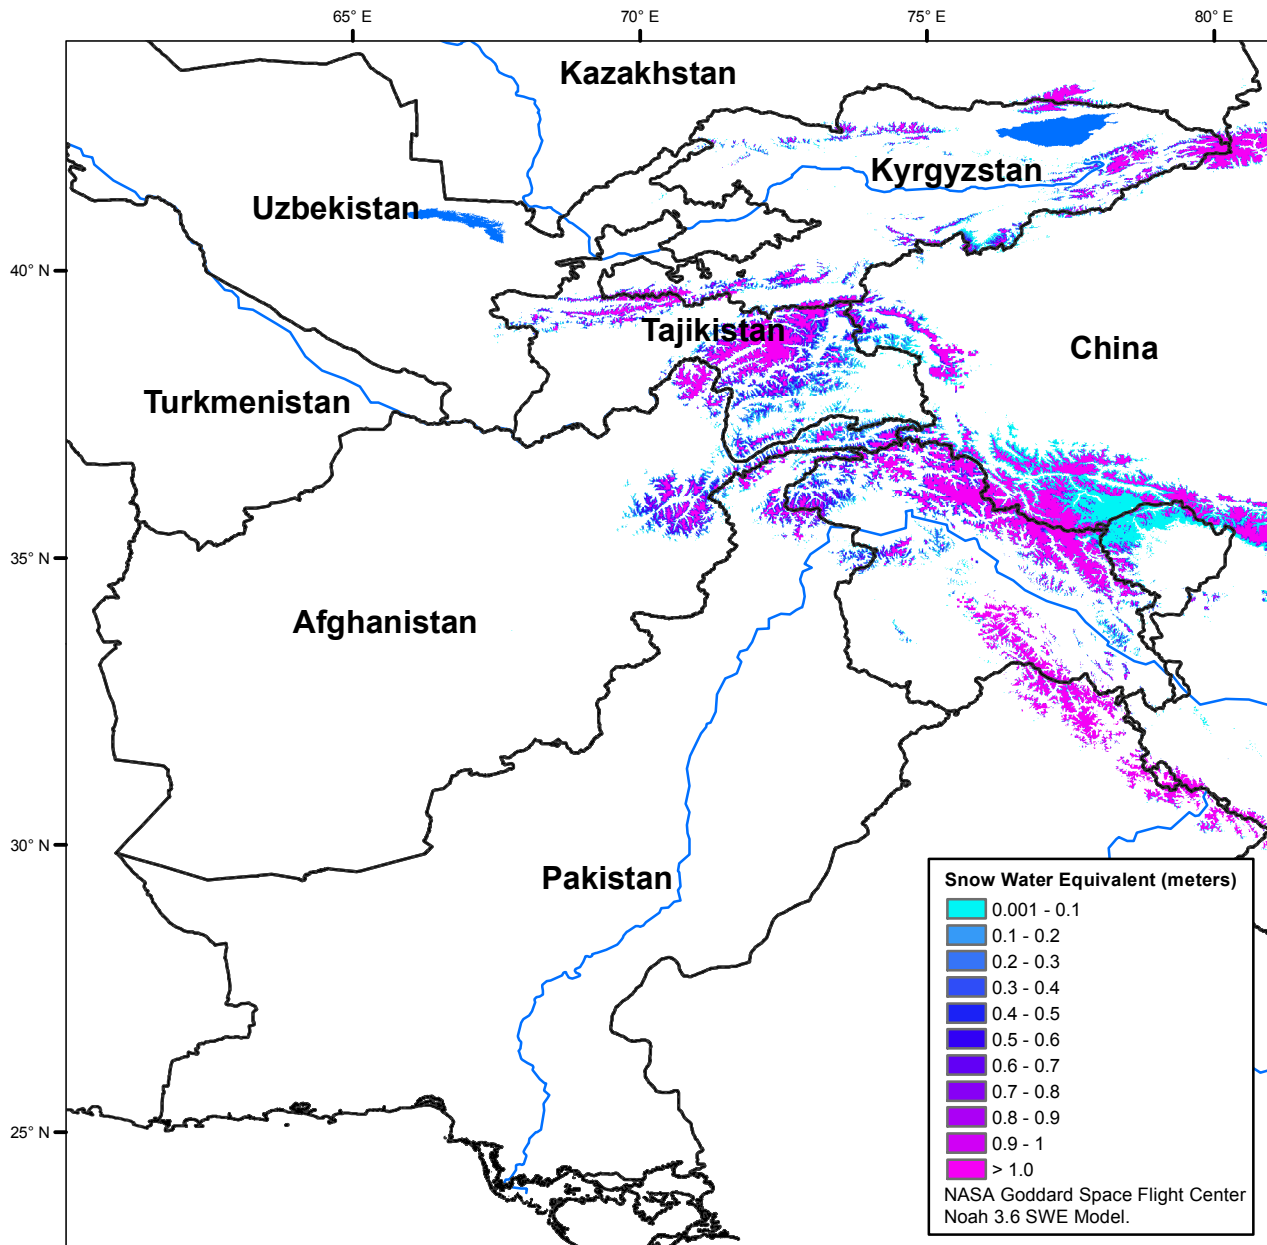 65° E
70° E
75° E
80° E
Kazakhstan
Kyrgyzstan
Uzbekistan
40° N
Tajikistan
China
Turkmenistan
35° N
Afghanistan
30° N
Pakistan
25° N
Snow Water Equivalent (meters)
0.001 - 0.1
0.1 - 0.2
0.2 - 0.3
0.3 - 0.4
0.4 - 0.5
0.5 - 0.6
0.6 - 0.7
0.7 - 0.8
0.8 - 0.9
0.9 - 1
> 1.0
NASA Goddard Space Flight Center
Noah 3.6 SWE Model.